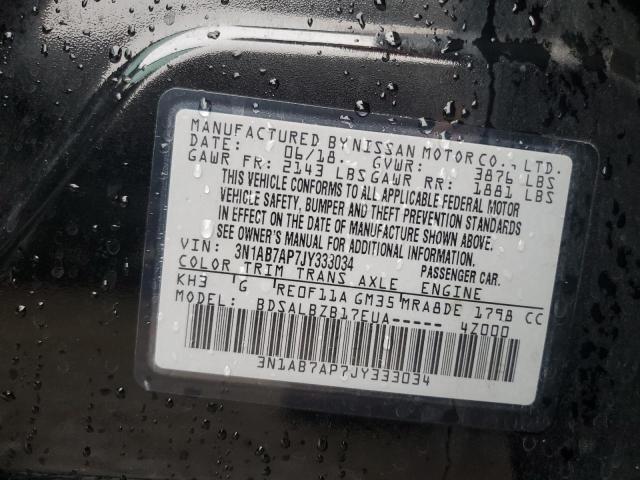 MANUFACTURED BY NISSAN MOTOR CO., LTD.
DATE: 06/18 GVWR: 3876 LBS
GAWR FR: 2143 LBS GAWR RR: 1881 LBS
THIS VEHICLE CONFORMS TO ALL APPLICABLE FEDERAL MOTOR
VEHICLE SAFETY, BUMPER AND THEFT PREVENTION STANDARDS
IN EFFECT ON THE DATE OF MANUFACTURE SHOWN ABOVE.
SEE OWNER'S MANUAL FOR ADDITIONAL INFORMATION.
VIN: 3N1AB7AP7JY333034 PASSENGER CAR.
COLOR TRIM TRANS AXLE ENGINE
KH3 G RE0F11A GM35 MRA8DE 1798 CC
MODEL: BDSALBZB17EUA----- 4Z000
3N1AB7AP7JY333034